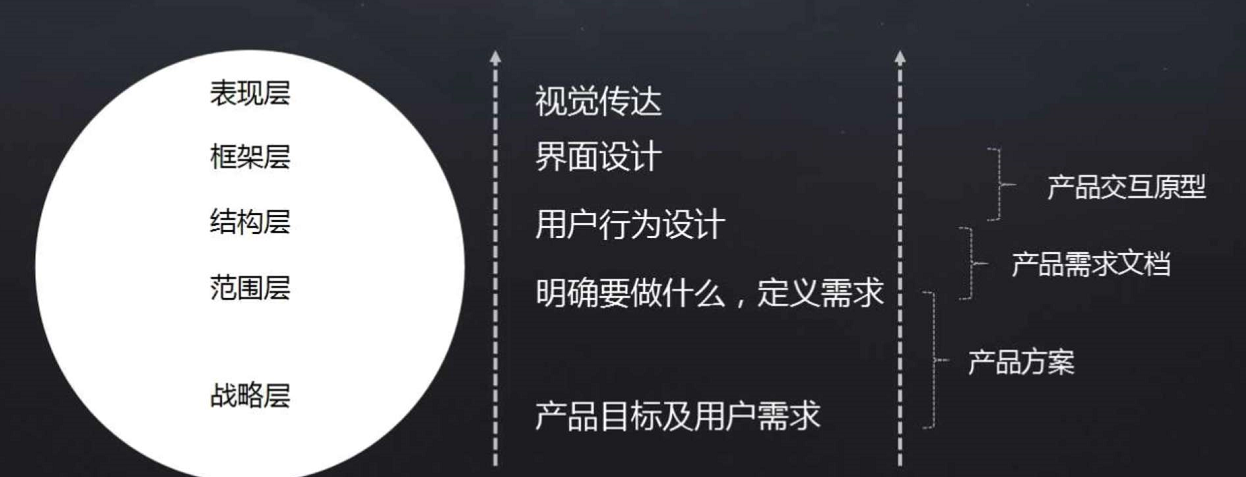 表现层
框架层
结构层
范围层
战略层
视觉传达
界面设计
用户行为设计
明确要做什么，定义需求
产品目标及用户需求
产品交互原型
产品需求文档
产品方案